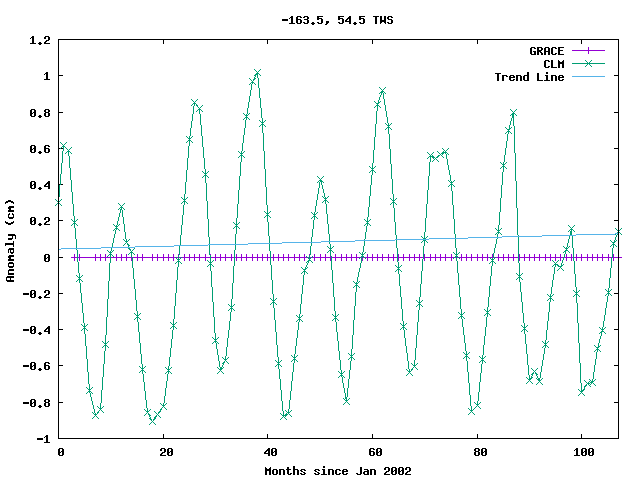 -163.5, 54.5 TWS
1.2
1
0.8
0.6
0.4
0.2
0
-0.2
-0.4
-0.6
-0.8
-1
Anomaly (cm)
GRACE
CLM
Trend Line
0 20 40 60 80 100
Months since Jan 2002